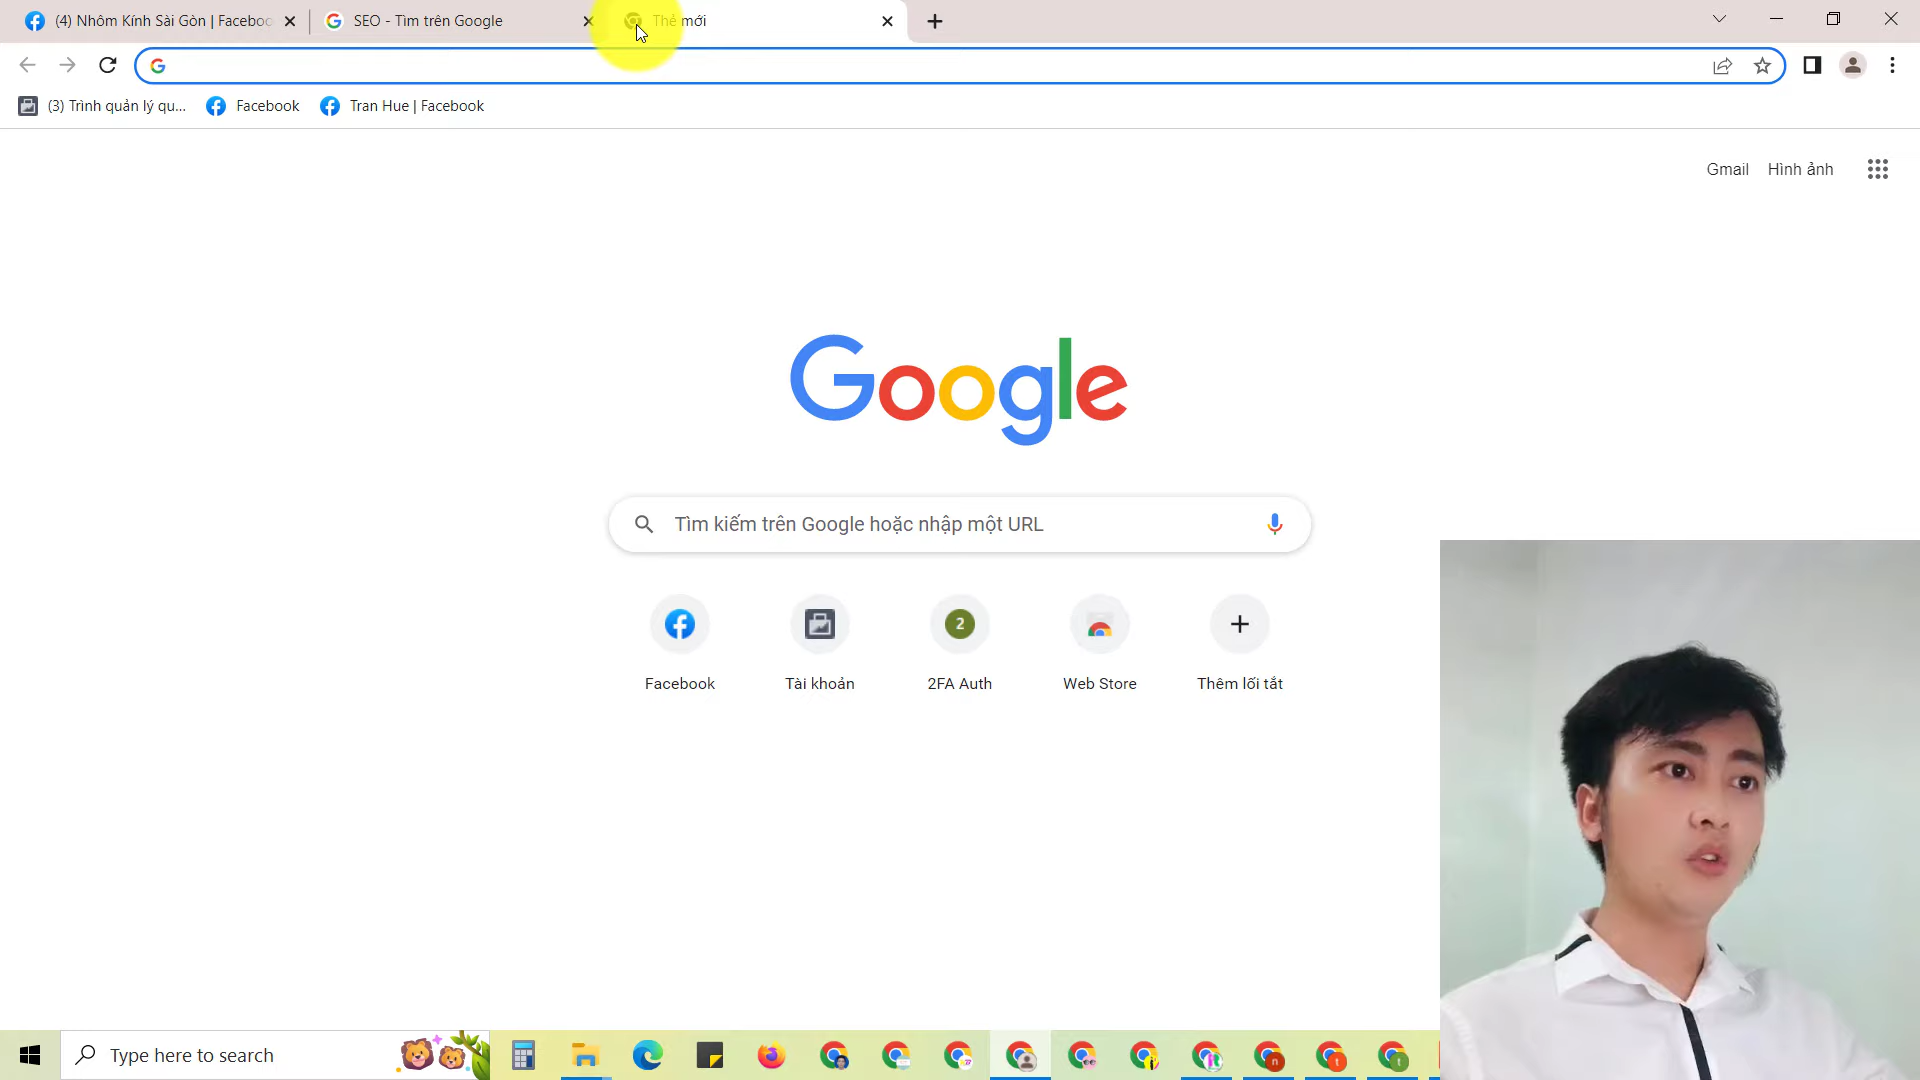 (4) Nhôm Kính Sài Gòn | Faceboo
SEO - Tìm trên Google
Thẻ mới
(3) Trình quản lý qu...
Facebook
Tran Hue | Facebook
Gmail
Hình ảnh
Google
Tìm kiếm trên Google hoặc nhập một URL
2
Facebook
Tài khoản
2FA Auth
Web Store
Thêm lối tắt
Type here to search
n
t
t